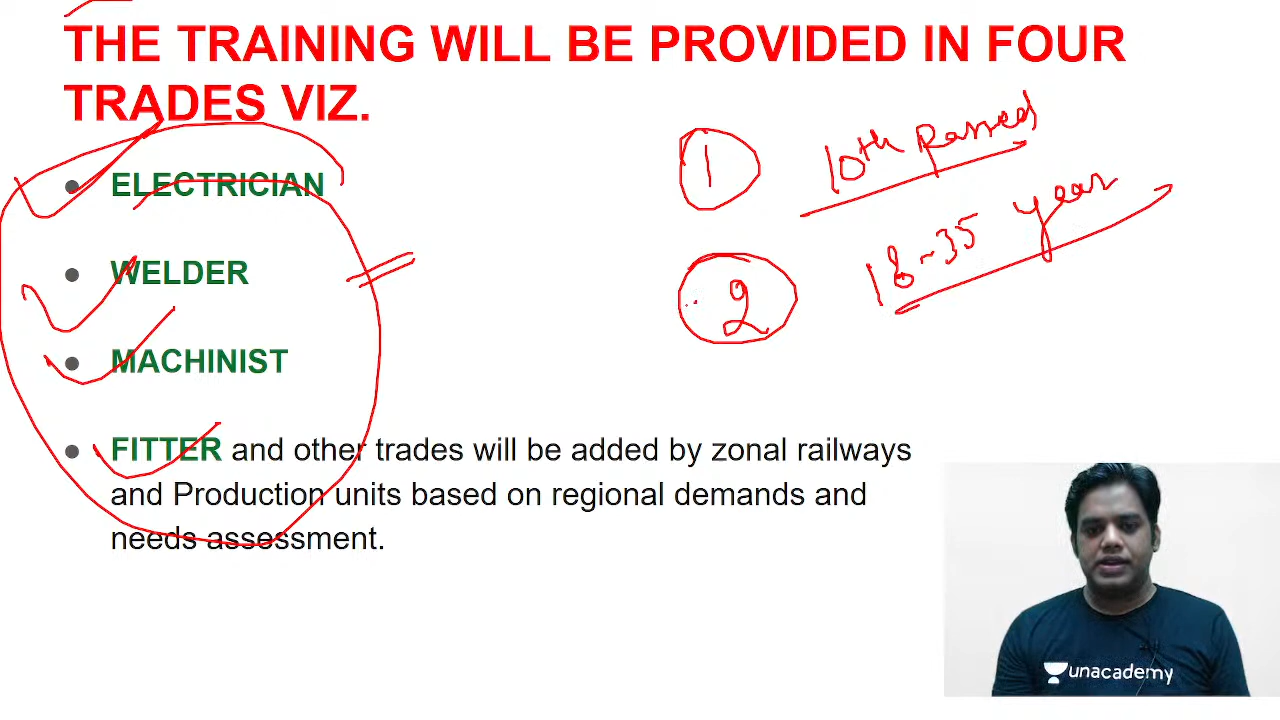 THE TRAINING WILL BE PROVIDED IN FOUR
TRADES VIZ.
ELECTRICIAN
WELDER
MACHINIST
FITTER and other trades will be added by zonal railways
and Production units based on regional demands and
needs assessment.
1 10th passed
2 18-35 year
unacademy